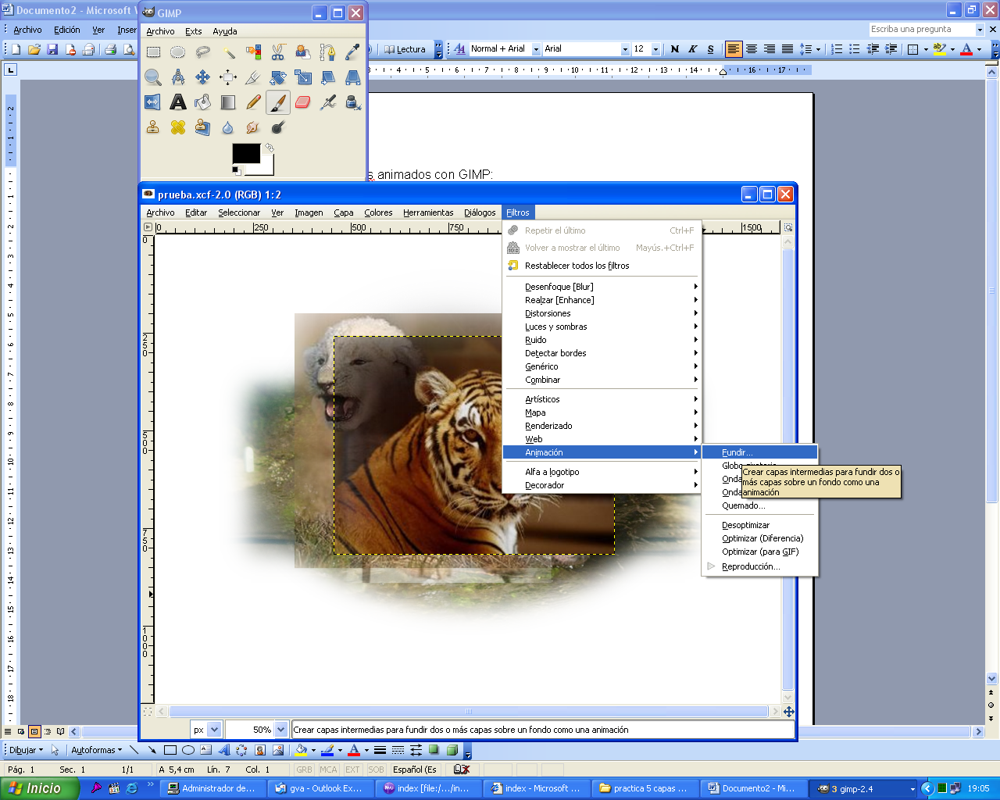 Documento2 - Microsoft W
Archivo Edición Ver Inser
Escriba una pregunta
Lectura
Normal + Arial
Arial
12
N K S
GIMP
Archivo Exts Ayuda
s animados con GIMP:
prueba.xcf-2.0 (RGB) 1:2
Archivo Editar Seleccionar Ver Imagen Capa Colores Herramientas Diálogos Filtros
0 250 500 750 1500
Repetir el último Ctrl+F
Volver a mostrar el último Mayús.+Ctrl+F
Restablecer todos los filtros
Desenfoque [Blur]
Realzar [Enhance]
Distorsiones
Luces y sombras
Ruido
Detectar bordes
Genérico
Combinar
Artísticos
Mapa
Renderizado
Web
Animación
Alfa a logotipo
Decorador
Fundir...
Globo giratorio
Onda
Onda
Quemado...
Desoptimizar
Optimizar (Diferencia)
Optimizar (para GIF)
Reproducción...
Crear capas intermedias para fundir dos o
más capas sobre un fondo como una
animación
px 50% Crear capas intermedias para fundir dos o más capas sobre un fondo como una animación
Dibujar Autoformas
Pág. 1 Sec. 1 1/1 A 5,4 cm Lín. 7 Col. 1 GRB MCA EXT SOB Español (Es
Inicio
Administrador de...
gva - Outlook Ex...
index [file:/.../in...
index - Microsoft ...
practica 5 capas ...
Documento2 - Mi...
3 gimp-2.4
19:05